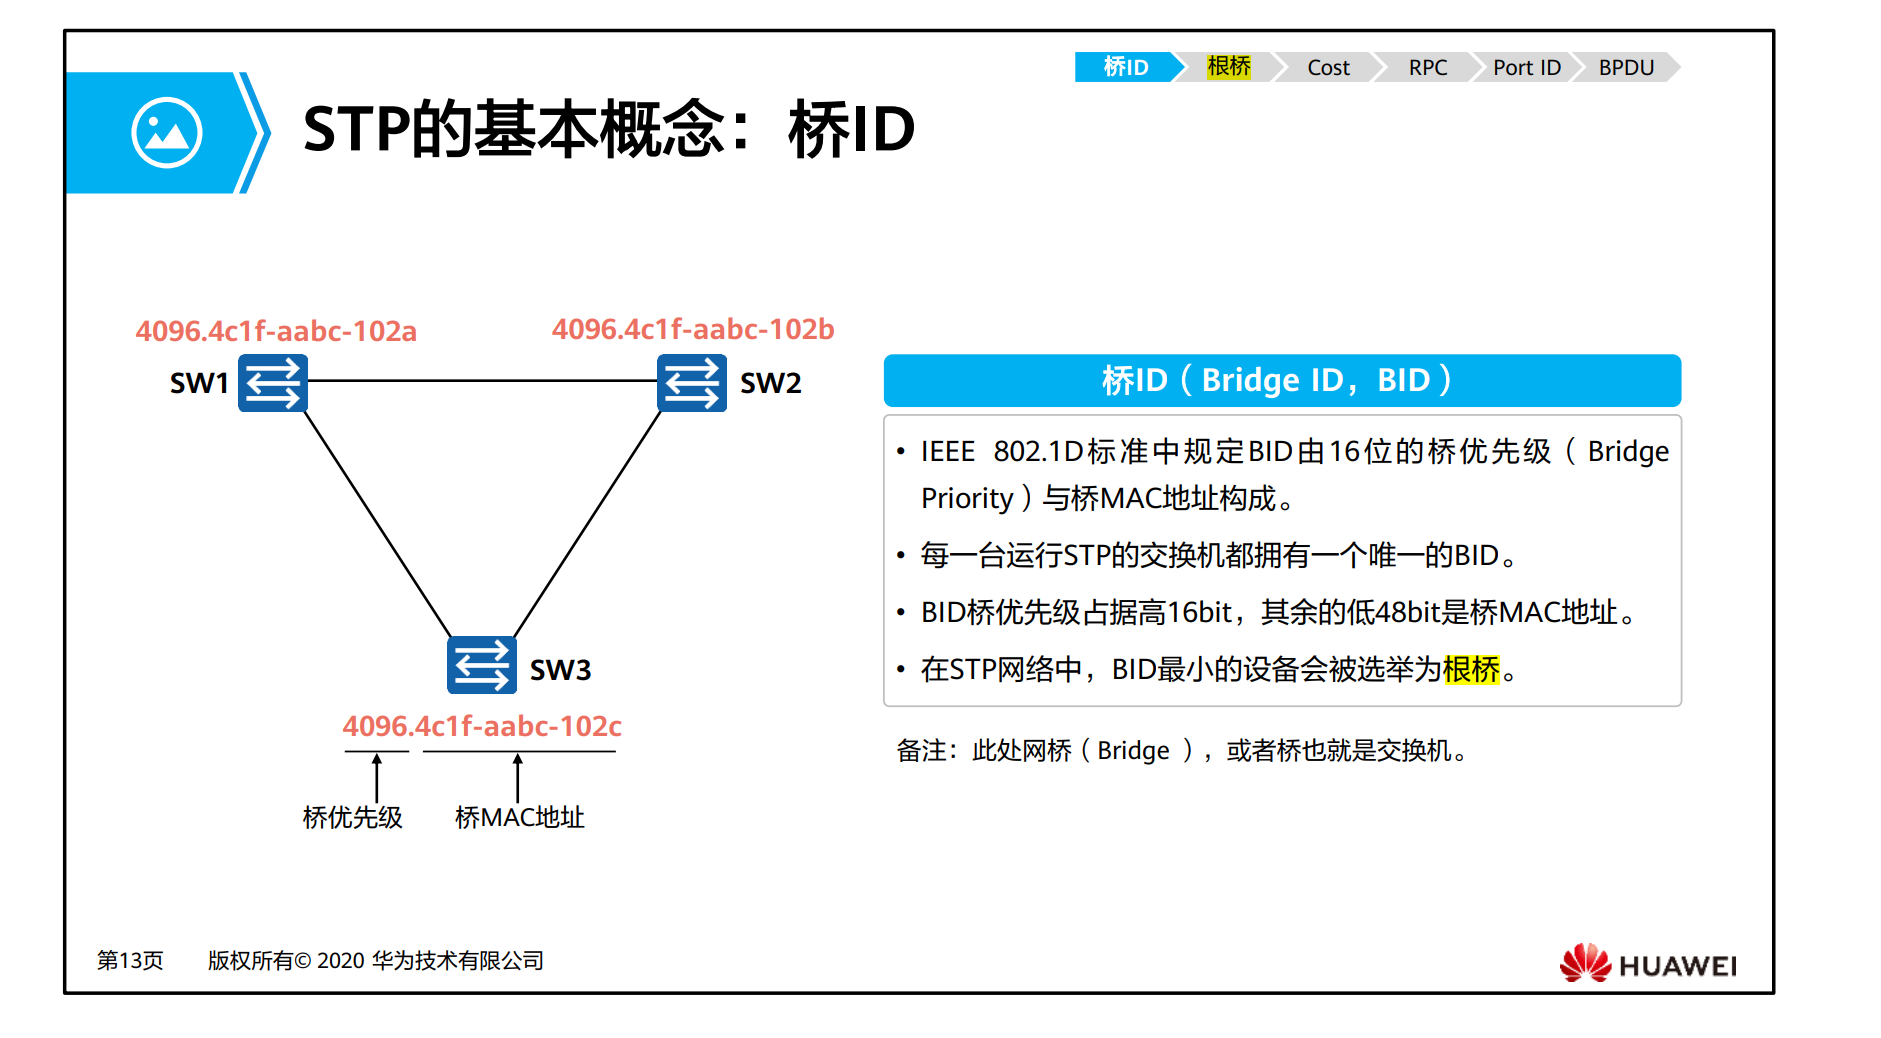 桥ID 根桥 Cost RPC Port ID BPDU
STP的基本概念：桥ID
4096.4c1f-aabc-102a
4096.4c1f-aabc-102b
SW1
SW2
SW3
4096.4c1f-aabc-102c
桥优先级
桥MAC地址
桥ID（Bridge ID，BID）
• IEEE 802.1D标准中规定BID由16位的桥优先级（Bridge
Priority）与桥MAC地址构成。
• 每一台运行STP的交换机都拥有一个唯一的BID。
• BID桥优先级占据高16bit，其余的低48bit是桥MAC地址。
• 在STP网络中，BID最小的设备会被选举为根桥。
备注：此处网桥（Bridge ），或者桥也就是交换机。
第13页 版权所有© 2020 华为技术有限公司
HUAWEI